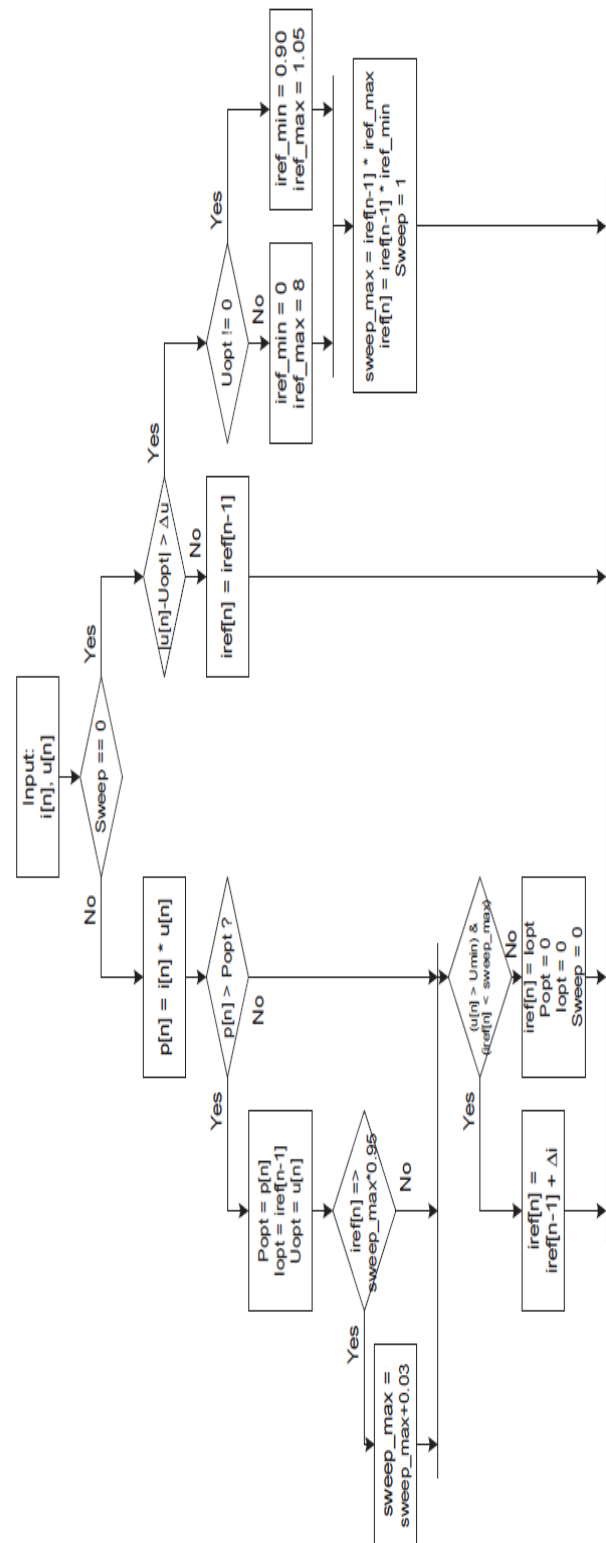 Input:
i[n], u[n]
Sweep == 0
No
Yes
p[n] = i[n] * u[n]
p[n] > Popt ?
Yes
No
Popt = p[n]
Iopt = iref[n-1]
Uopt = u[n]
iref[n] =>
sweep_max*0.95
Yes
No
sweep_max =
sweep_max+0.03
(u[n] > Umin) &
(iref[n] < sweep_max)
Yes
No
iref[n] =
iref[n-1] + Δi
iref[n] = Iopt
Popt = 0
Iopt = 0
Sweep = 0
|u[n]-Uopt| > Δu
Yes
No
iref[n] = iref[n-1]
Uopt != 0
Yes
No
iref_min = 0
iref_max = 8
iref_min = 0.90
iref_max = 1.05
sweep_max = iref[n-1] * iref_max
iref[n] = iref[n-1] * iref_min
Sweep = 1